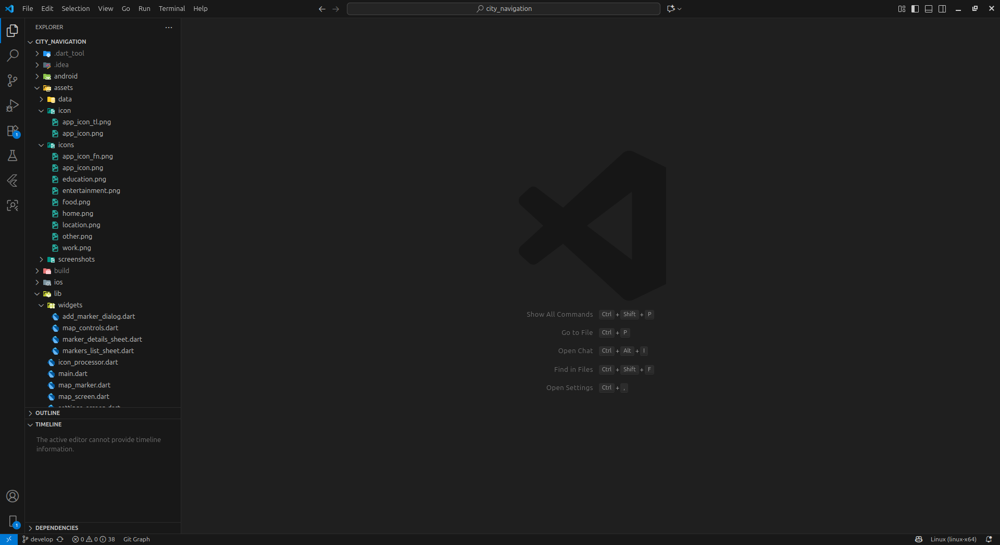 File Edit Selection View Go Run Terminal Help
city_navigation
EXPLORER
CITY_NAVIGATION
.dart_tool
.idea
android
assets
data
icon
app_icon_tl.png
app_icon.png
icons
app_icon_fn.png
app_icon.png
education.png
entertainment.png
food.png
home.png
location.png
other.png
work.png
screenshots
build
ios
lib
widgets
add_marker_dialog.dart
map_controls.dart
marker_details_sheet.dart
markers_list_sheet.dart
icon_processor.dart
main.dart
map_marker.dart
map_screen.dart
OUTLINE
TIMELINE
The active editor cannot provide timeline
information.
DEPENDENCIES
Show All Commands Ctrl + Shift + P
Go to File Ctrl + P
Open Chat Ctrl + Alt + I
Find in Files Ctrl + Shift + F
Open Settings Ctrl + ,
1
1
develop 0 0 38 Git Graph
Linux (linux-x64)